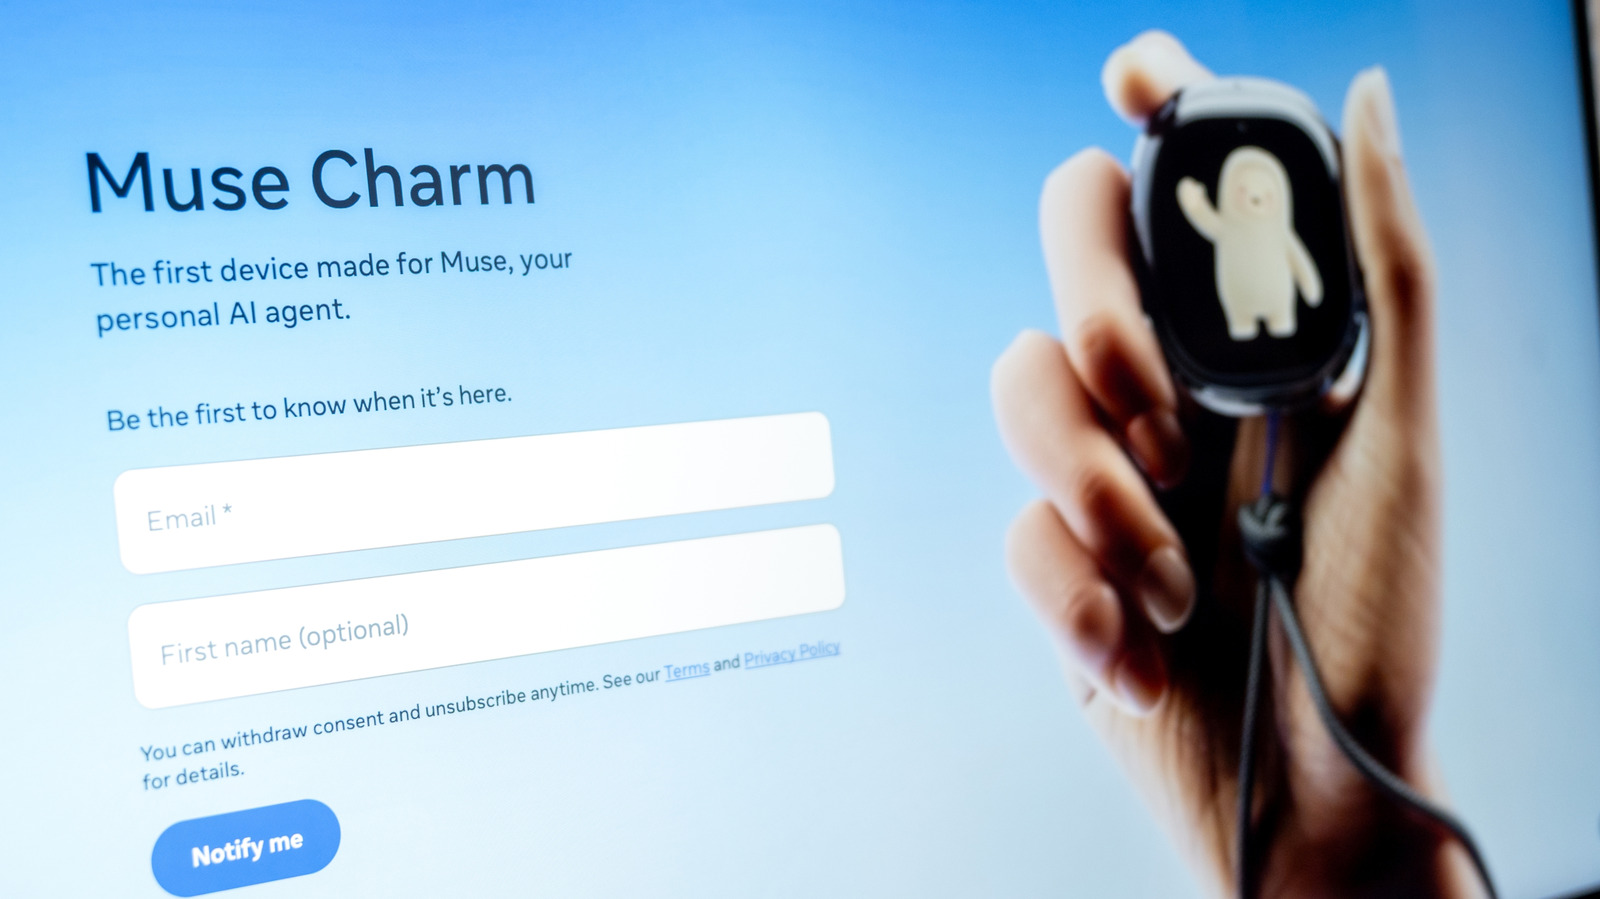 Muse Charm
The first device made for Muse, your
personal AI agent.
Be the first to know when it’s here.
Email *
First name (optional)
You can withdraw consent and unsubscribe anytime. See our Terms and Privacy Policy
for details.
Notify me